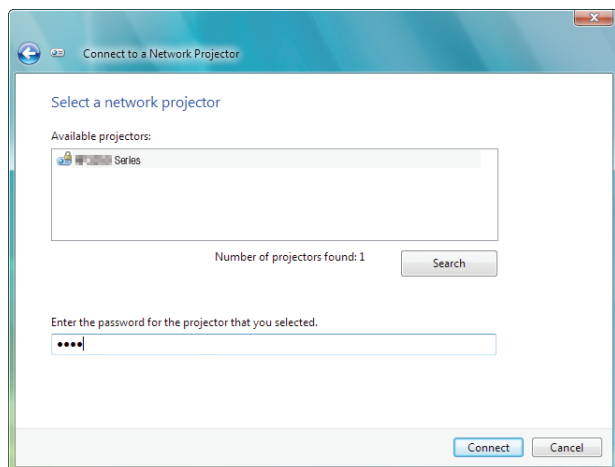 Connect to a Network Projector
Select a network projector
Available projectors:
Series
Number of projectors found: 1
Search
Enter the password for the projector that you selected.
••••
Connect
Cancel